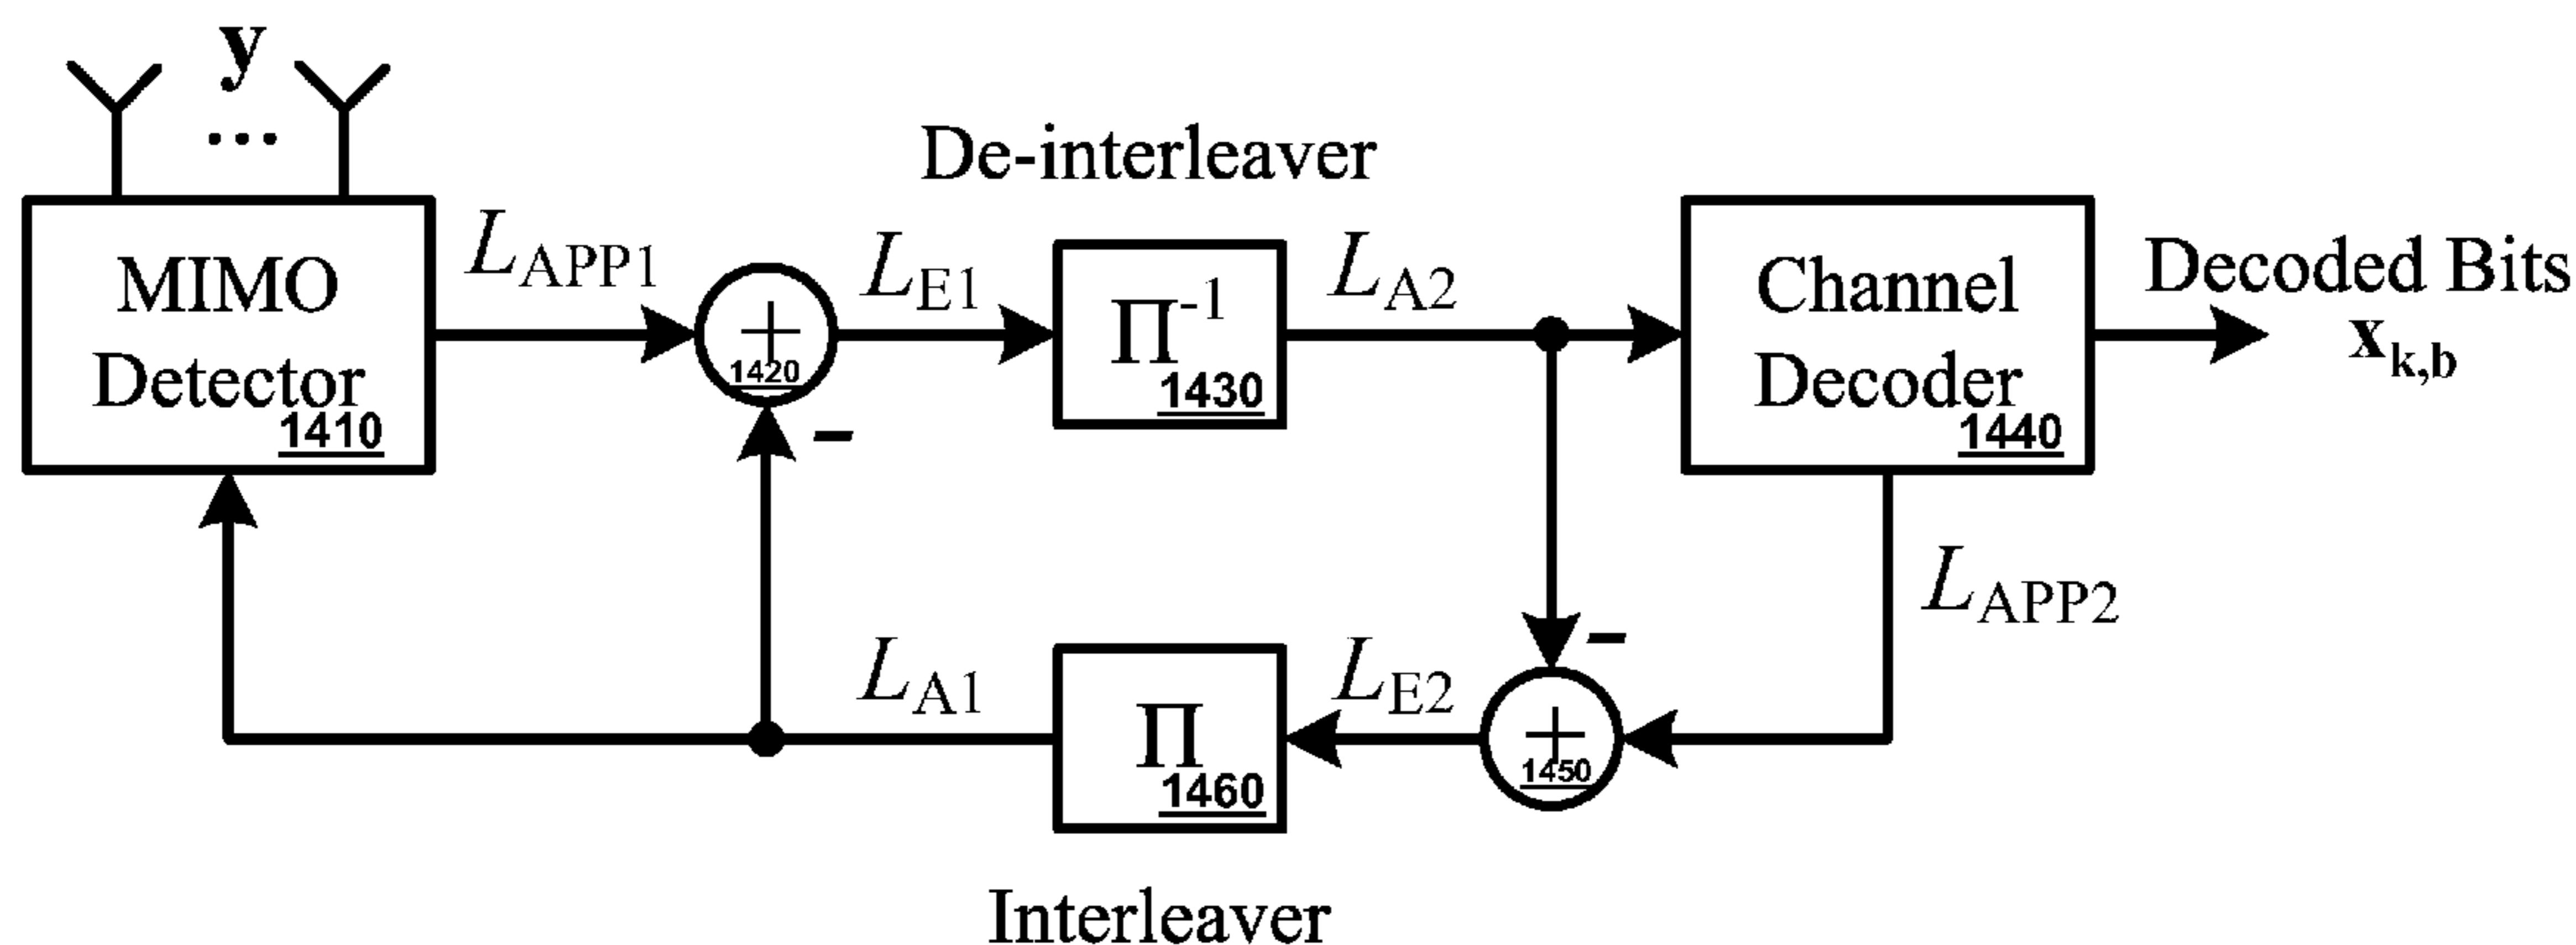 y
...
De-interleaver
MIMO
Detector
1410
L_APP1
+
1420
-
L_E1
Π^-1
1430
L_A2
Channel
Decoder
1440
Decoded Bits
x_k,b
L_APP2
-
+
1450
L_E2
Π
1460
L_A1
Interleaver